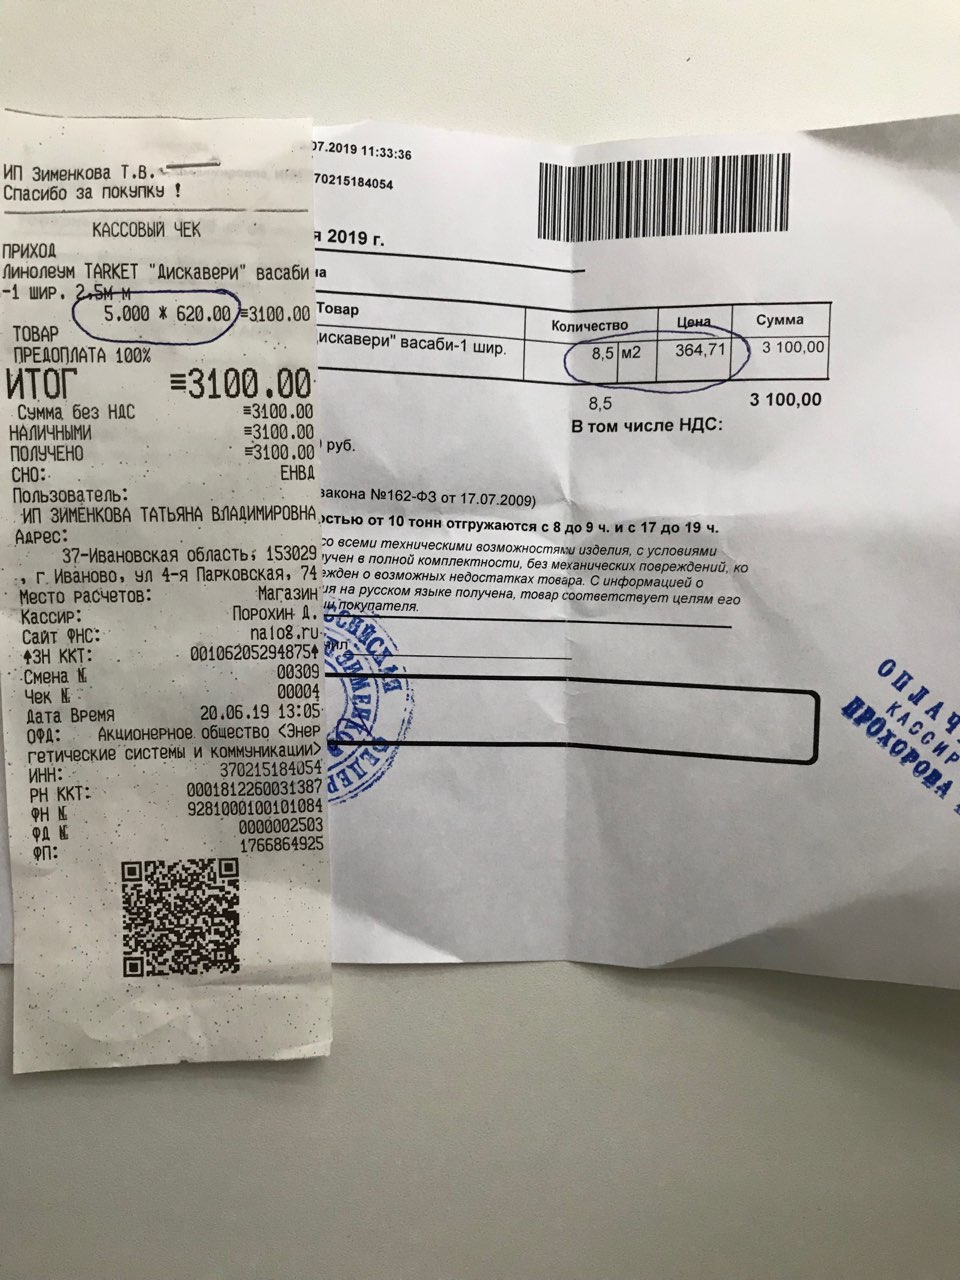 ИП Зименкова Т.В.
Спасибо за покупку !
КАССОВЫЙ ЧЕК
ПРИХОД
Линолеум TARKET "Дискавери" васаби
-1 шир. 2,5м м
5.000 * 620.00 ≡3100.00
ТОВАР
ПРЕДОПЛАТА 100%
ИТОГ ≡3100.00
Сумма без НДС ≡3100.00
НАЛИЧНЫМИ ≡3100.00
ПОЛУЧЕНО ≡3100.00
СНО: ЕНВД
Пользователь:
ИП ЗИМЕНКОВА ТАТЬЯНА ВЛАДИМИРОВНА
Адрес:
37-Ивановская область, 153029
, г. Иваново, ул 4-я Парковская, 74
Место расчетов: Магазин
Кассир: Порохин Д.
Сайт ФНС: nalog.ru
ЗН ККТ: 00106205294875
Смена № 00309
Чек № 00004
Дата Время 20.06.19 13:05
ОФД: Акционерное общество <Энер
гетические системы и коммуникации>
ИНН: 370215184054
РН ККТ: 0001812260031387
ФН № 9281000100101084
ФД № 0000002503
ФП: 1766864925
07.2019 11:33:36
70215184054
я 2019 г.
на
Товар Количество Цена Сумма
искавери" васаби-1 шир. 8,5 м2 364,71 3 100,00
8,5 3 100,00
В том числе НДС:
руб.
закона №162-ФЗ от 17.07.2009)
стью от 10 тонн отгружаются с 8 до 9 ч. и с 17 до 19 ч.
со всеми техническими возможностями изделия, с условиями
учен в полной комплектности, без механических повреждений, ко
ежден о возможных недостатках товара. С информацией о
ия на русском языке получена, товар соответствует целям его
покупателя.
ил
ОПЛАЧ
КАССИР
ПРОХОРОВА